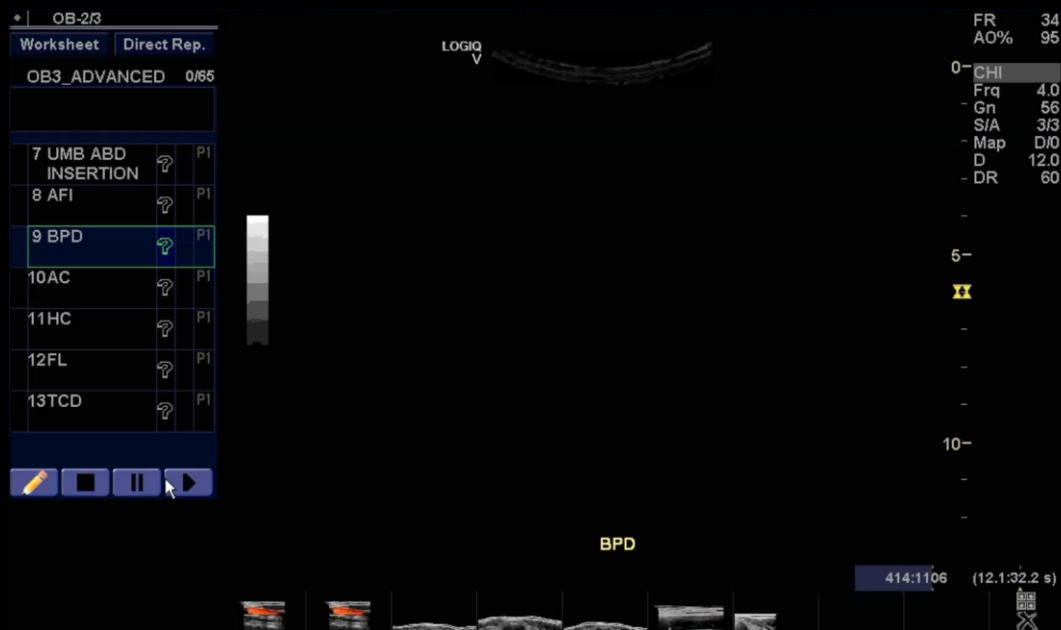 OB-2/3
Worksheet Direct Rep.
OB3_ADVANCED 0/65
7 UMB ABD ? P1
INSERTION
8 AFI ? P1
9 BPD ? P1
10AC ? P1
11HC ? P1
12FL ? P1
13TCD ? P1
LOGIQ
V
0-
5-
10-
FR 34
AO% 95
CHI
Frq 4.0
Gn 56
S/A 3/3
Map D/0
D 12.0
DR 60
BPD
414:1106 (12.1:32.2 s)